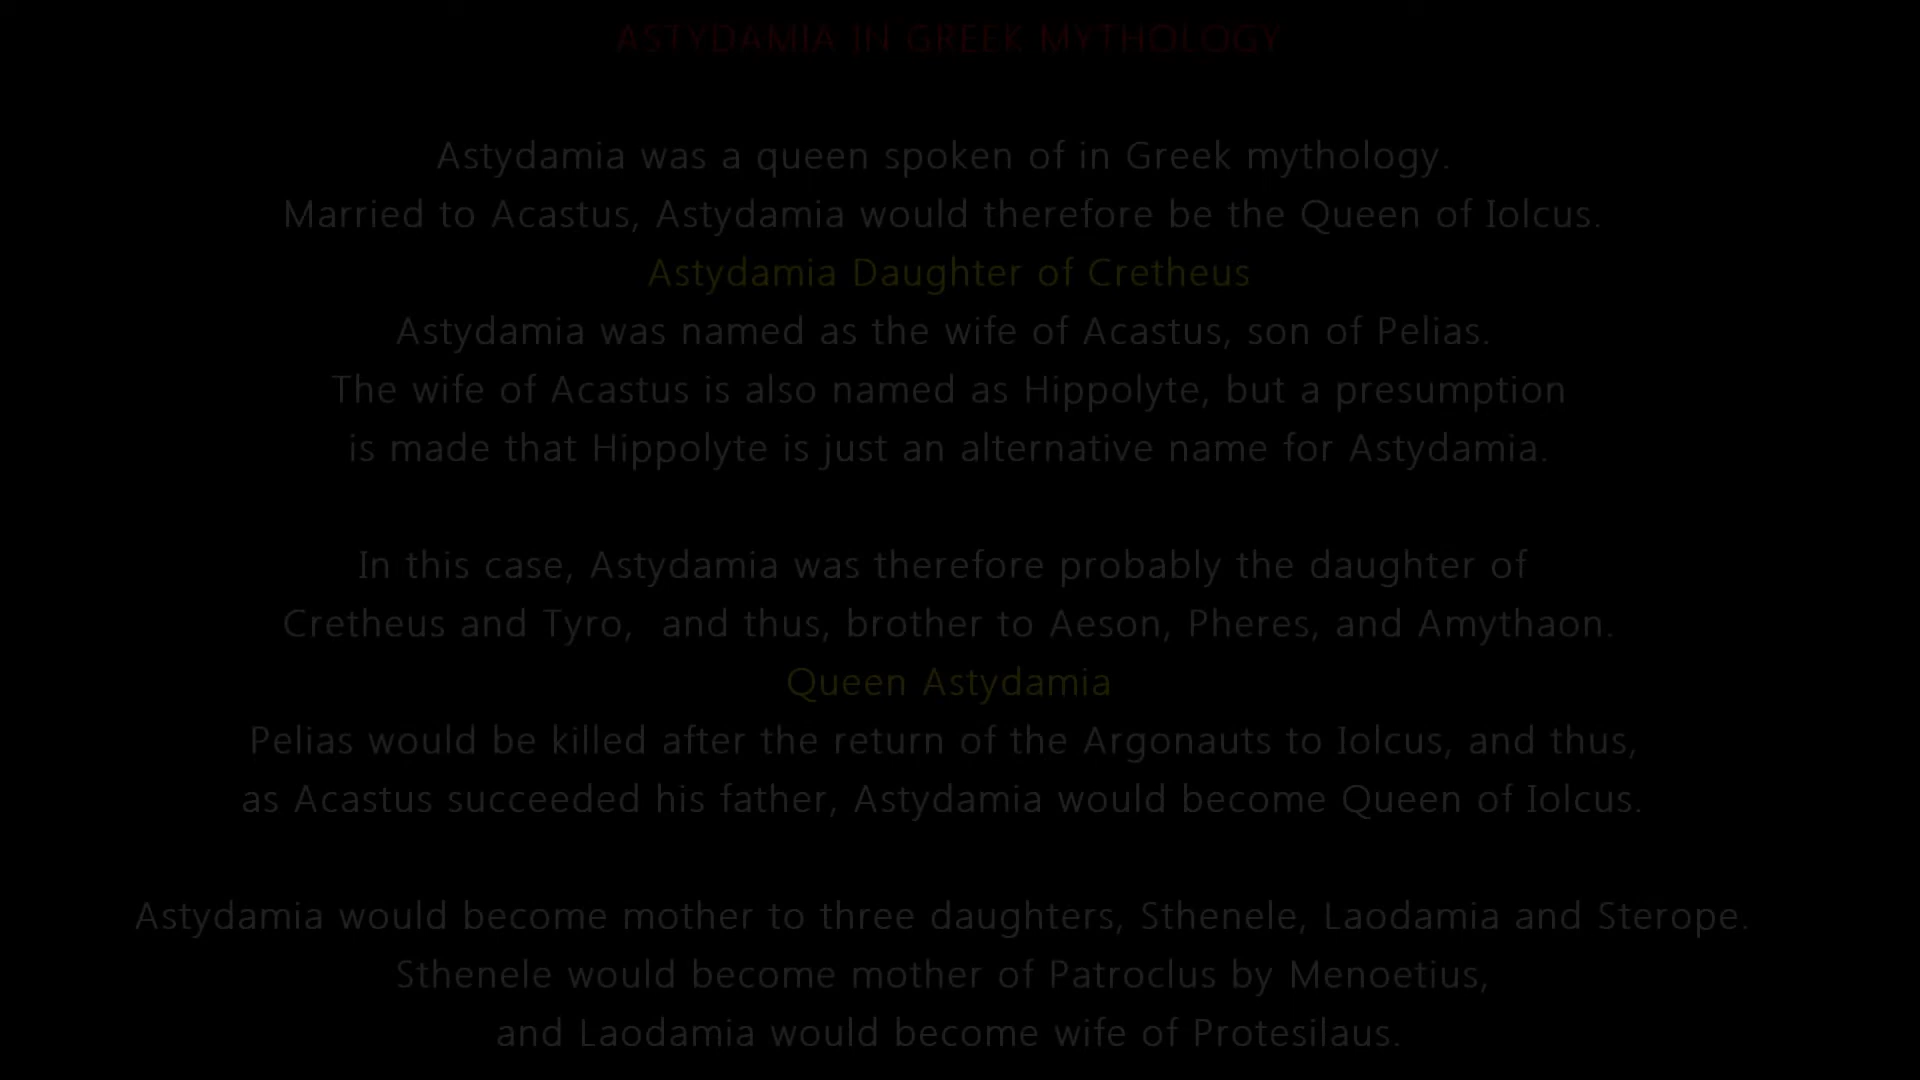 ASTYDAMIA IN GREEK MYTHOLOGY
Astydamia was a queen spoken of in Greek mythology.
Married to Acastus, Astydamia would therefore be the Queen of Iolcus.
Astydamia Daughter of Cretheus
Astydamia was named as the wife of Acastus, son of Pelias.
The wife of Acastus is also named as Hippolyte, but a presumption
is made that Hippolyte is just an alternative name for Astydamia.
In this case, Astydamia was therefore probably the daughter of
Cretheus and Tyro,  and thus, brother to Aeson, Pheres, and Amythaon.
Queen Astydamia
Pelias would be killed after the return of the Argonauts to Iolcus, and thus,
as Acastus succeeded his father, Astydamia would become Queen of Iolcus.
Astydamia would become mother to three daughters, Sthenele, Laodamia and Sterope.
Sthenele would become mother of Patroclus by Menoetius,
and Laodamia would become wife of Protesilaus.